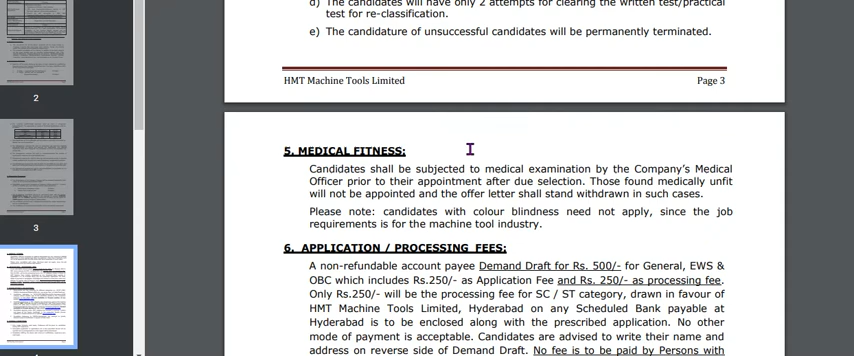 d) The candidates will have only 2 attempts for clearing the written test/practical
test for re-classification.
e) The candidature of unsuccessful candidates will be permanently terminated.
HMT Machine Tools Limited Page 3
5. MEDICAL FITNESS:
Candidates shall be subjected to medical examination by the Company's Medical
Officer prior to their appointment after due selection. Those found medically unfit
will not be appointed and the offer letter shall stand withdrawn in such cases.
Please note: candidates with colour blindness need not apply, since the job
requirements is for the machine tool industry.
6. APPLICATION / PROCESSING FEES:
A non-refundable account payee Demand Draft for Rs. 500/- for General, EWS &
OBC which includes Rs.250/- as Application Fee and Rs. 250/- as processing fee.
Only Rs.250/- will be the processing fee for SC / ST category, drawn in favour of
HMT Machine Tools Limited, Hyderabad on any Scheduled Bank payable at
Hyderabad is to be enclosed along with the prescribed application. No other
mode of payment is acceptable. Candidates are advised to write their name and
address on reverse side of Demand Draft. No fee is to be paid by Persons with
2
3